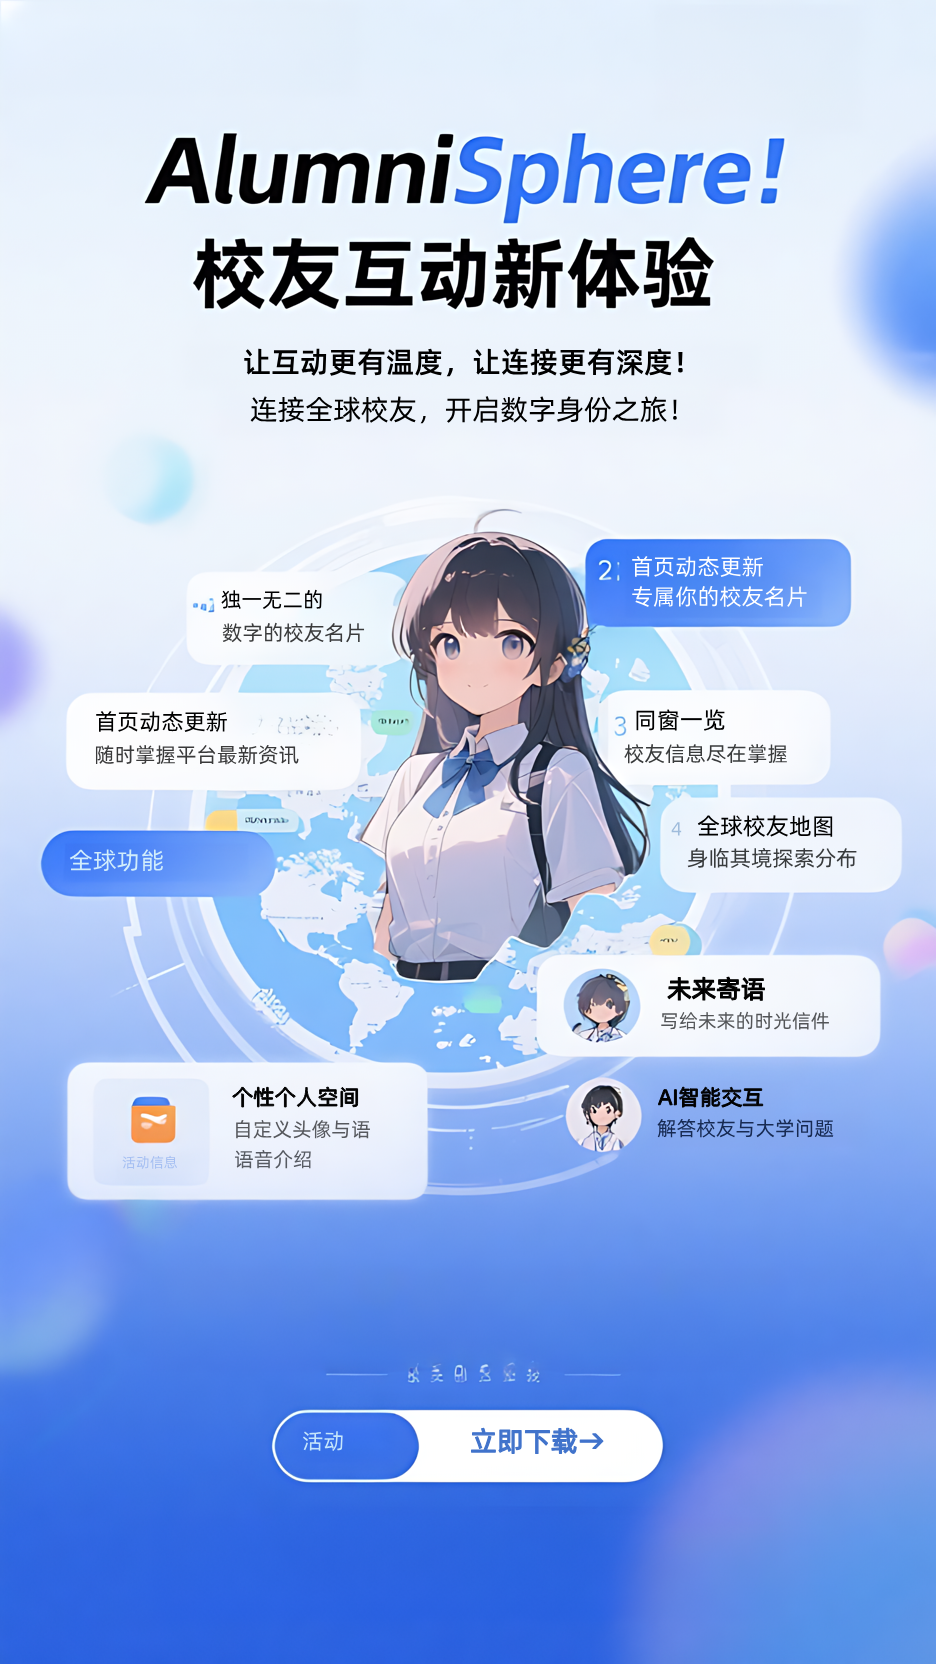 AlumniSphere!
校友互动新体验
让互动更有温度，让连接更有深度！
连接全球校友，开启数字身份之旅！
独一无二的
数字的校友名片
2
首页动态更新
专属你的校友名片
首页动态更新
随时掌握平台最新资讯
3 同窗一览
校友信息尽在掌握
全球功能
4 全球校友地图
身临其境探索分布
未来寄语
写给未来的时光信件
活动信息
个性个人空间
自定义头像与语
语音介绍
AI智能交互
解答校友与大学问题
活动
立即下载→